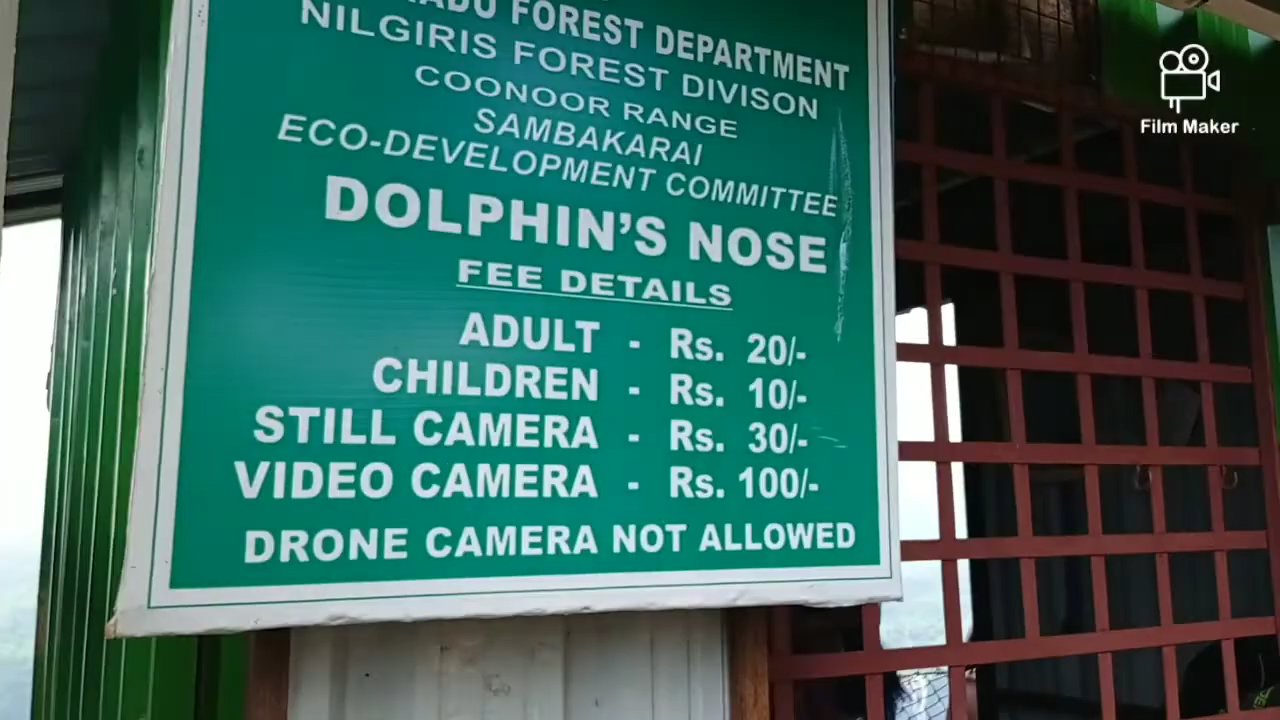 FOREST DEPARTMENT
NILGIRIS FOREST DIVISON
COONOOR RANGE
SAMBAKARAI
ECO-DEVELOPMENT COMMITTEE
DOLPHIN'S NOSE
FEE DETAILS
ADULT - Rs. 20/-
CHILDREN - Rs. 10/-
STILL CAMERA - Rs. 30/-
VIDEO CAMERA - Rs. 100/-
DRONE CAMERA NOT ALLOWED
Film Maker